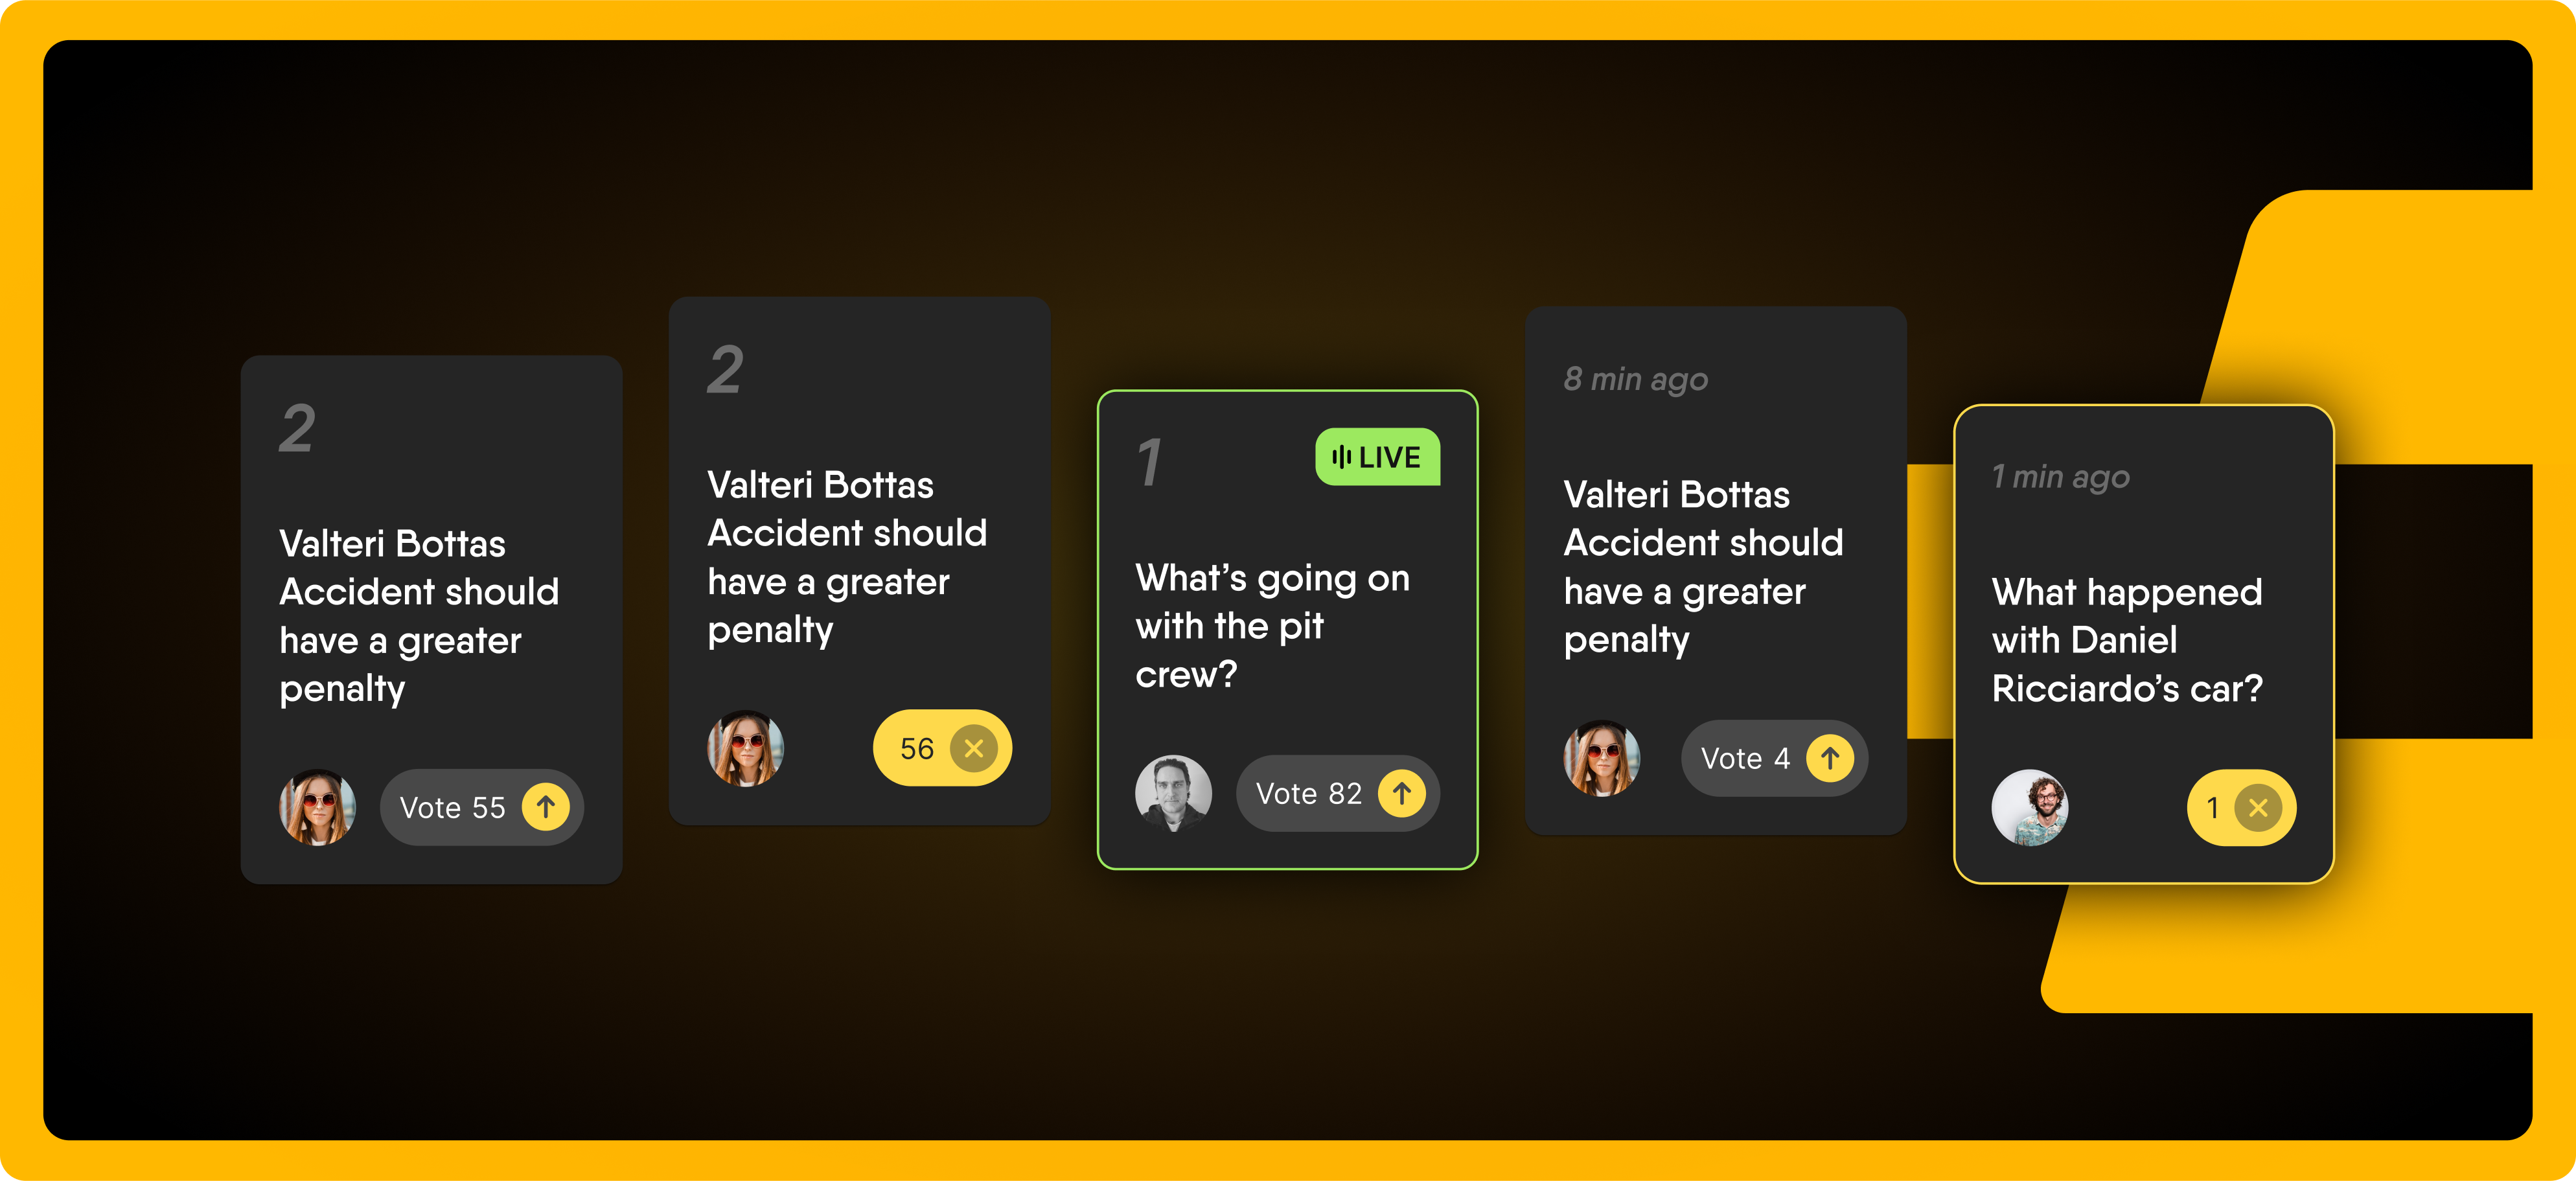 2
Valteri Bottas
Accident should
have a greater
penalty
Vote 55
2
Valteri Bottas
Accident should
have a greater
penalty
56
1
LIVE
What’s going on
with the pit
crew?
Vote 82
8 min ago
Valteri Bottas
Accident should
have a greater
penalty
Vote 4
1 min ago
What happened
with Daniel
Ricciardo’s car?
1